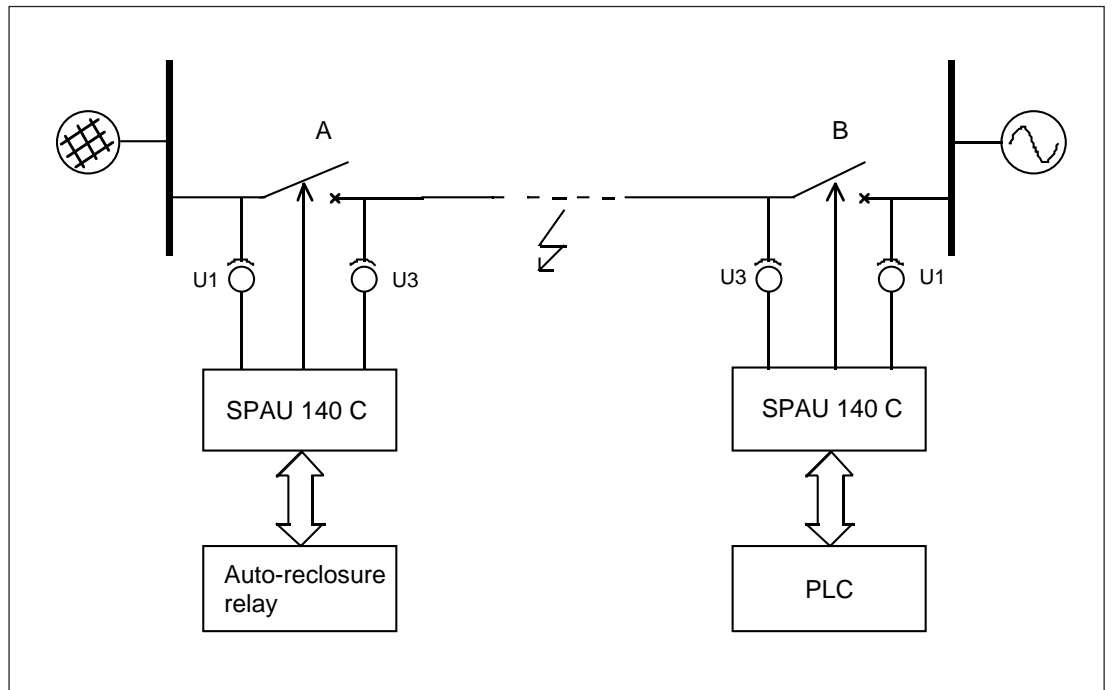 A
B
U1
U3
U3
U1
SPAU 140 C
SPAU 140 C
Auto-reclosure
relay
PLC